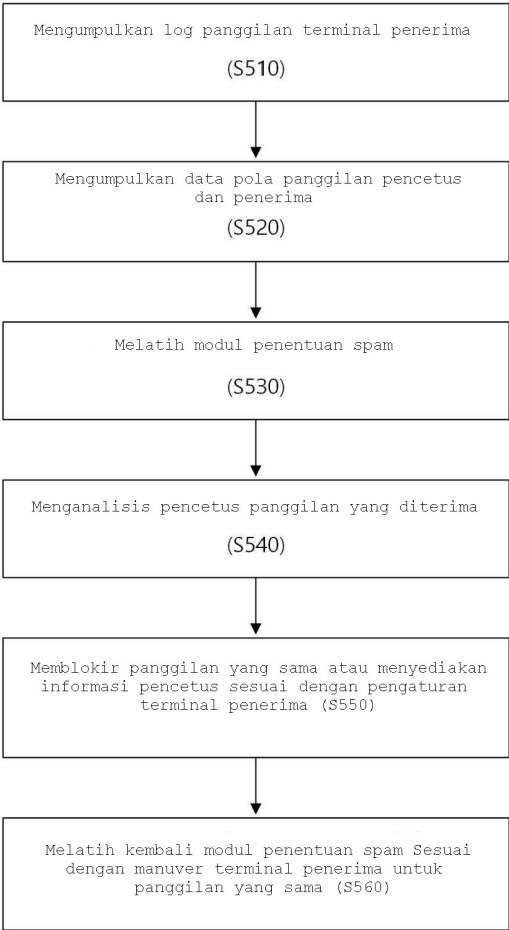 Mengumpulkan log panggilan terminal penerima
(S510)
Mengumpulkan data pola panggilan pencetus
dan penerima
(S520)
Melatih modul penentuan spam
(S530)
Menganalisis pencetus panggilan yang diterima
(S540)
Memblokir panggilan yang sama atau menyediakan
informasi pencetus sesuai dengan pengaturan
terminal penerima (S550)
Melatih kembali modul penentuan spam Sesuai
dengan manuver terminal penerima untuk
panggilan yang sama (S560)